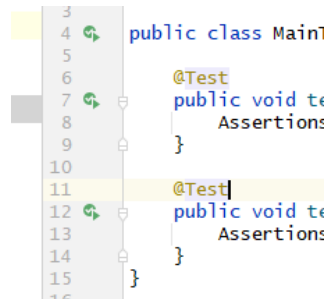 3
4 public class MainT
5
6 @Test
7 public void te
8 Assertions
9 }
10
11 @Test
12 public void te
13 Assertions
14 }
15 }